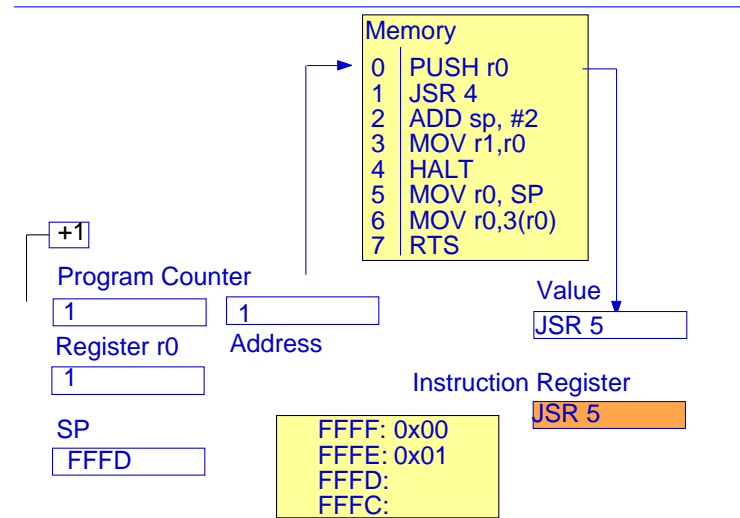 Memory
0 PUSH r0
1 JSR 4
2 ADD sp, #2
3 MOV r1,r0
4 HALT
5 MOV r0, SP
6 MOV r0,3(r0)
7 RTS
+1
Program Counter
1
1
Address
Value
JSR 5
Register r0
1
Instruction Register
JSR 5
SP
FFFD
FFFF: 0x00
FFFE: 0x01
FFFD:
FFFC: